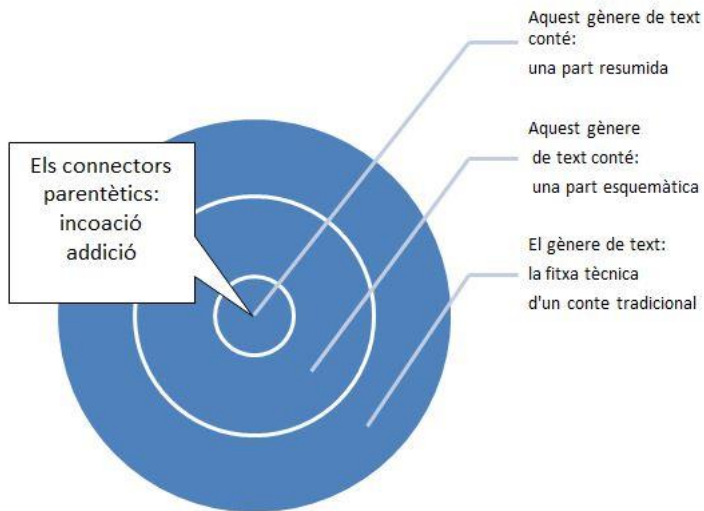 Aquest gènere de text
conté:
una part resumida
Aquest gènere
de text conté:
una part esquemàtica
El gènere de text:
la fitxa tècnica
d'un conte tradicional
Els connectors
parentètics:
incoació
addició